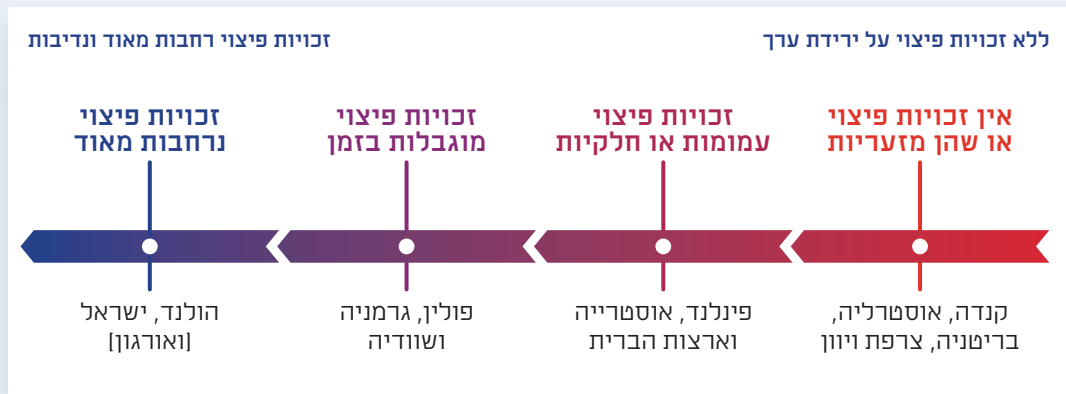 ללא זכויות פיצוי על ירידת ערך
זכויות פיצוי רחבות מאוד ונדיבות
אין זכויות פיצוי
או שהן מזעריות
זכויות פיצוי
עמומות או חלקיות
זכויות פיצוי
מוגבלות בזמן
זכויות פיצוי
נרחבות מאוד
קנדה, אוסטרליה,
בריטניה, צרפת ויוון
פינלנד, אוסטרייה
וארצות הברית
פולין, גרמניה
ושוודיה
הולנד, ישראל
[ואורגון]